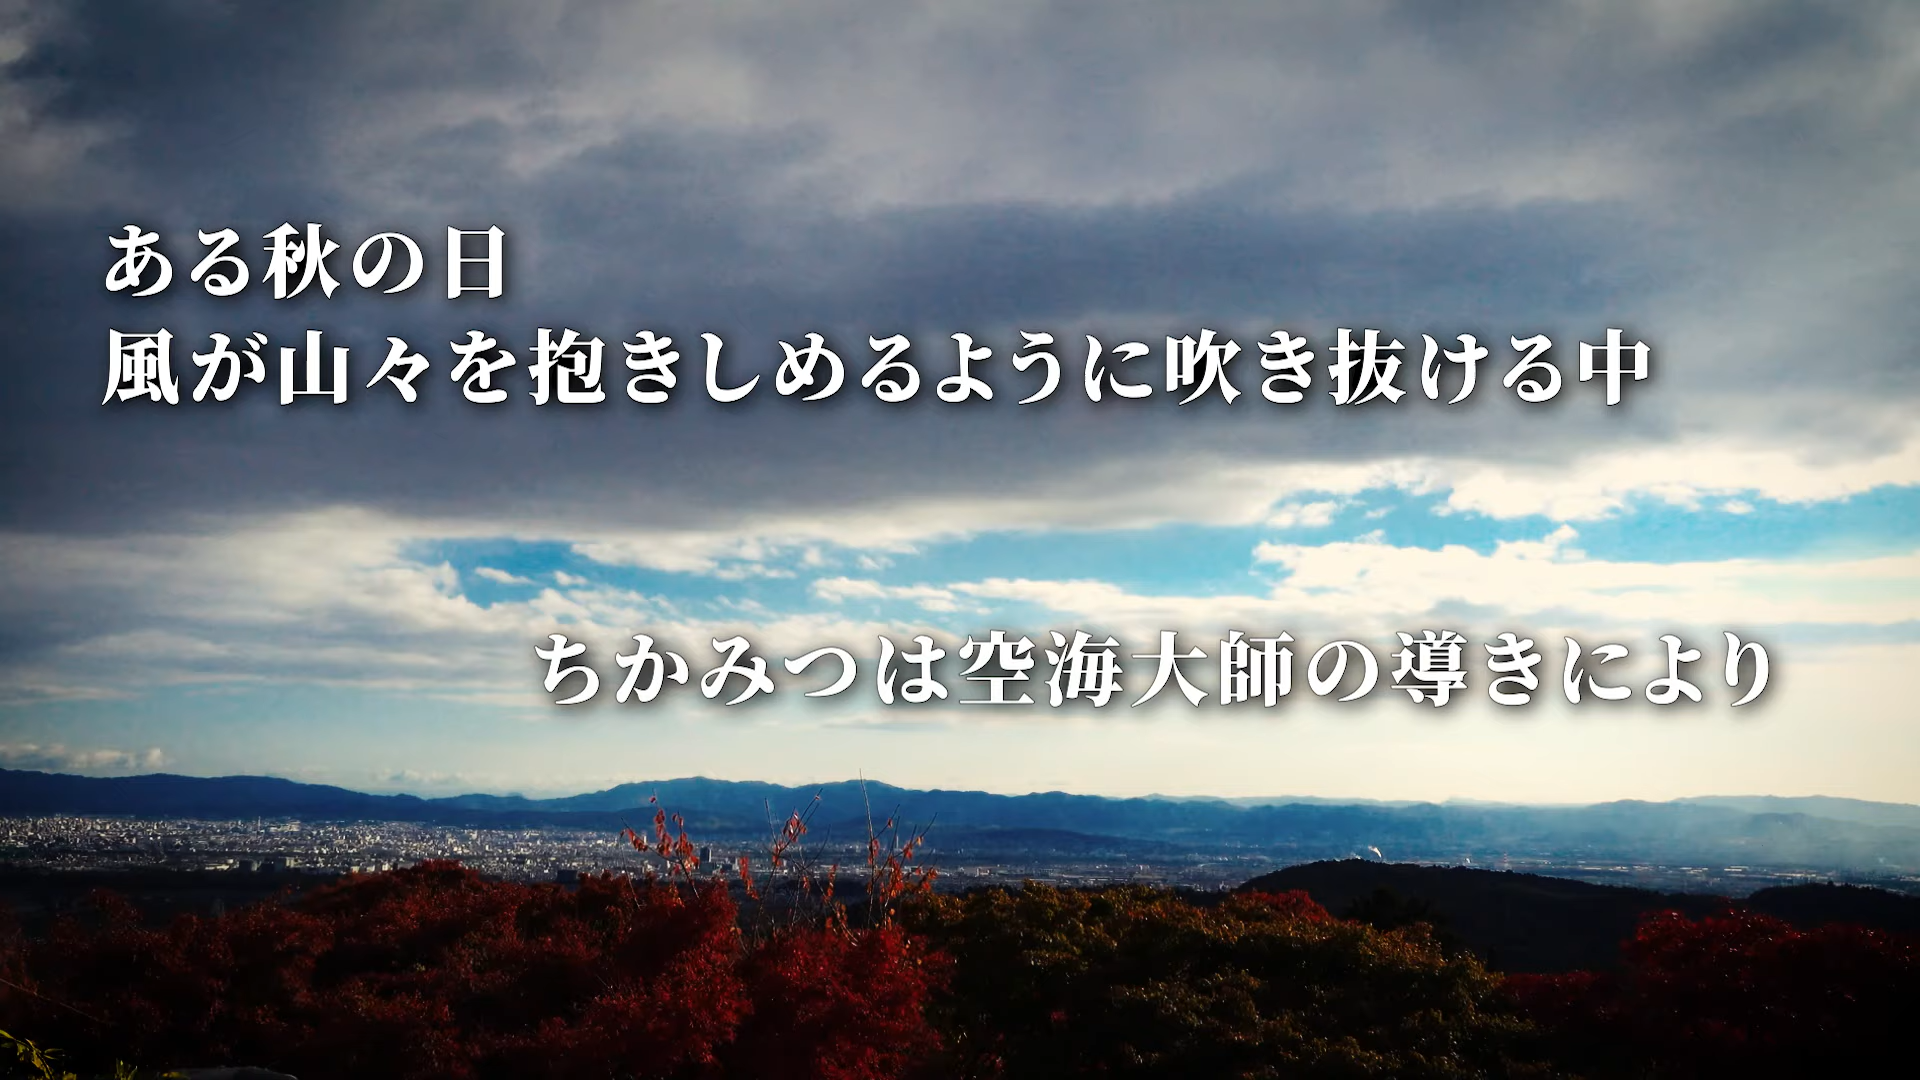 ある秋の日
風が山々を抱きしめるように吹き抜ける中
ちかみつは空海大師の導きにより